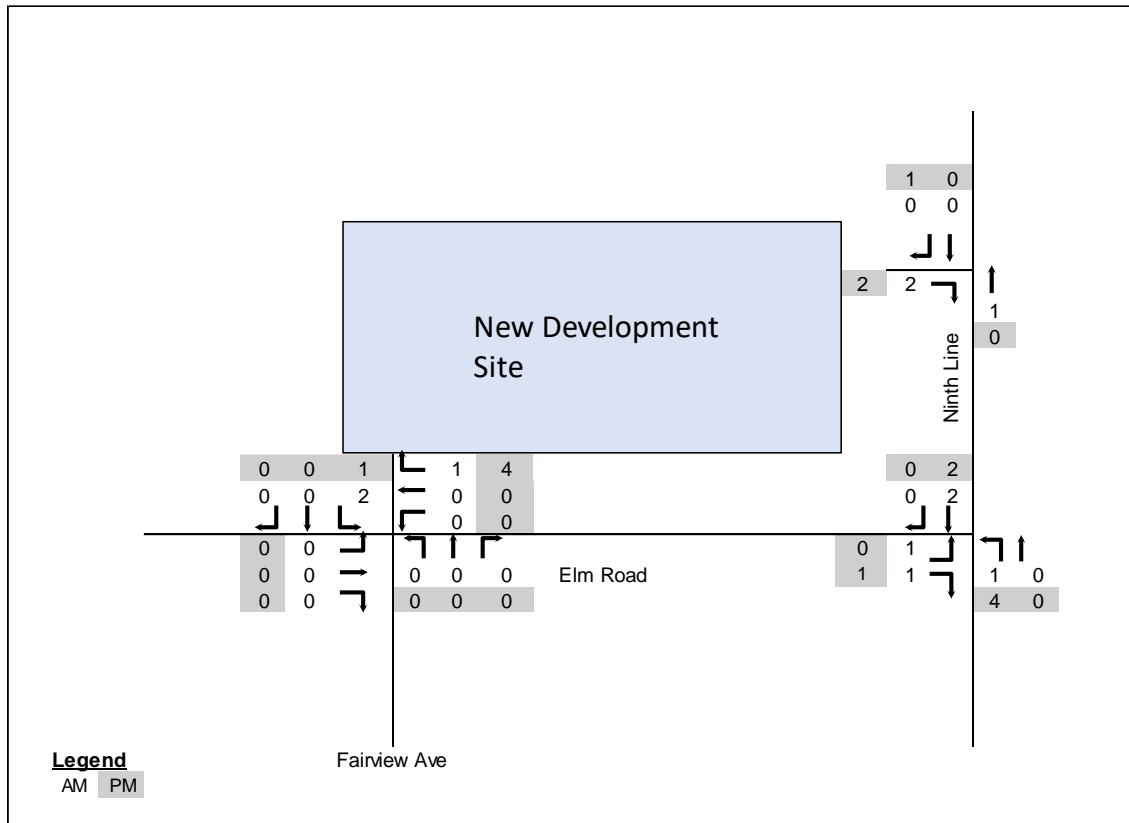 1 0
0 0
2 2
1
0
New Development
Site
Ninth Line
0 0 1 1 4 0 2
0 0 2 0 0 0 2
0 0
0 0 0 1
0 0 0 0 0 Elm Road 1 1 1 0
0 0 0 0 0 4 0
Legend Fairview Ave
AM PM